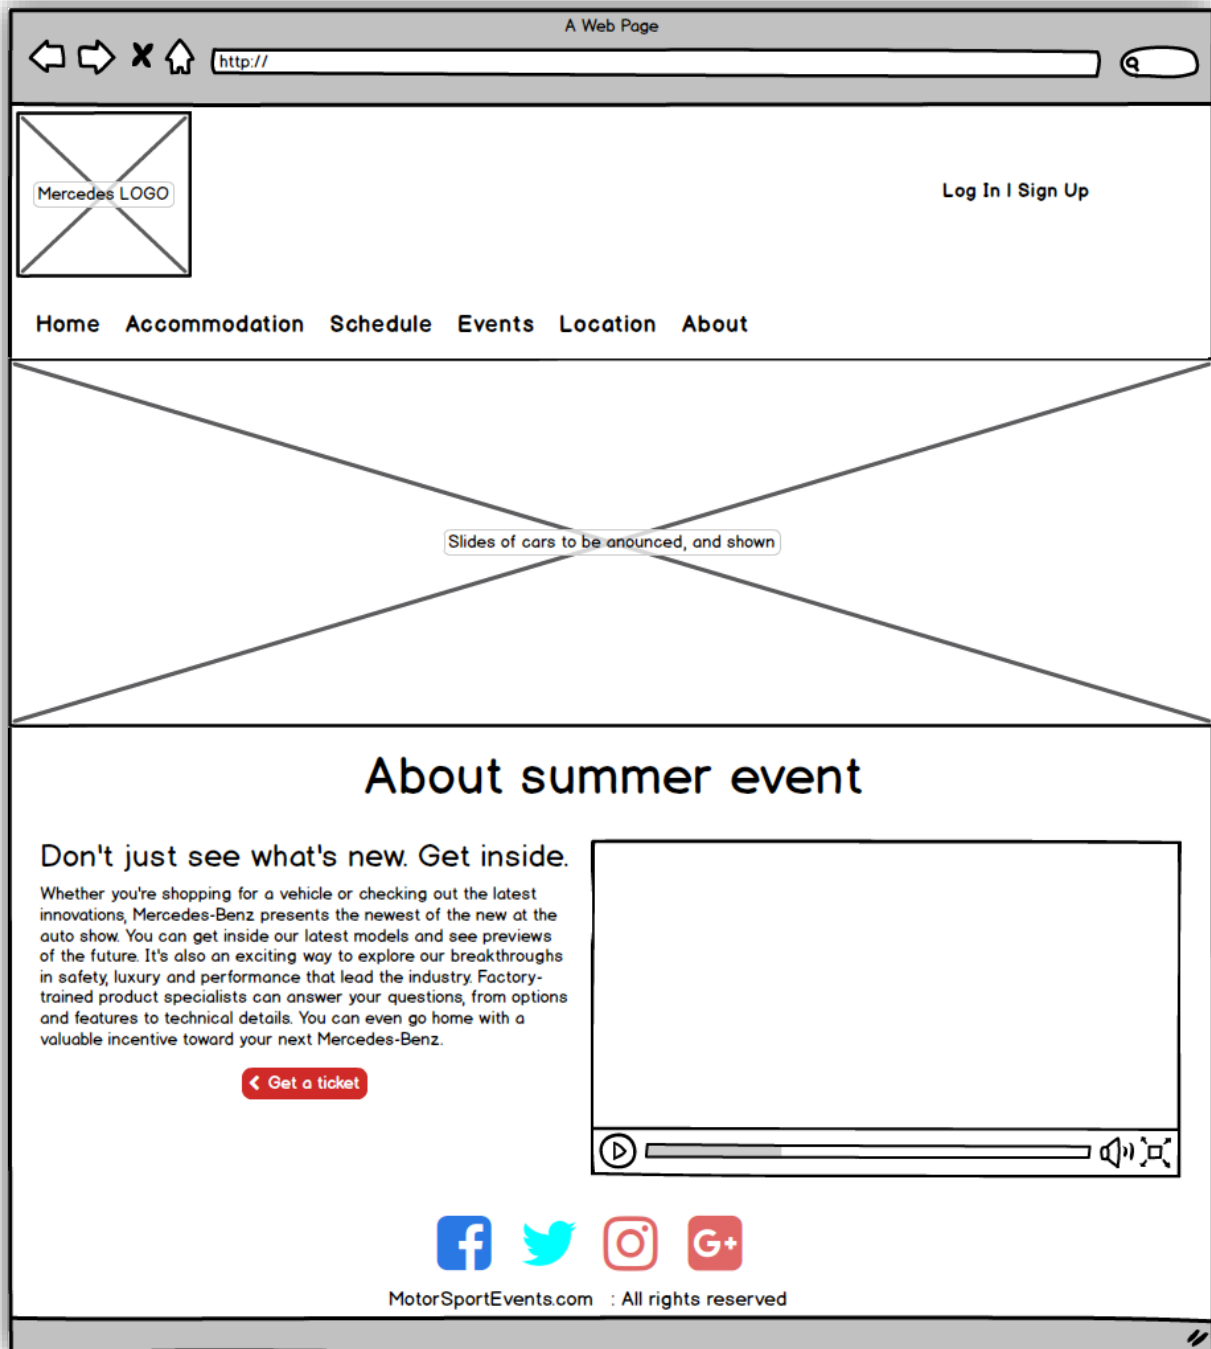 A Web Page
http://
Mercedes LOGO
Log In | Sign Up
Home Accommodation Schedule Events Location About
Slides of cars to be anounced, and shown
About summer event
Don't just see what's new. Get inside.
Whether you're shopping for a vehicle or checking out the latest
innovations, Mercedes-Benz presents the newest of the new at the
auto show. You can get inside our latest models and see previews
of the future. It's also an exciting way to explore our breakthroughs
in safety, luxury and performance that lead the industry. Factory-
trained product specialists can answer your questions, from options
and features to technical details. You can even go home with a
valuable incentive toward your next Mercedes-Benz.
Get a ticket
G+
MotorSportEvents.com : All rights reserved